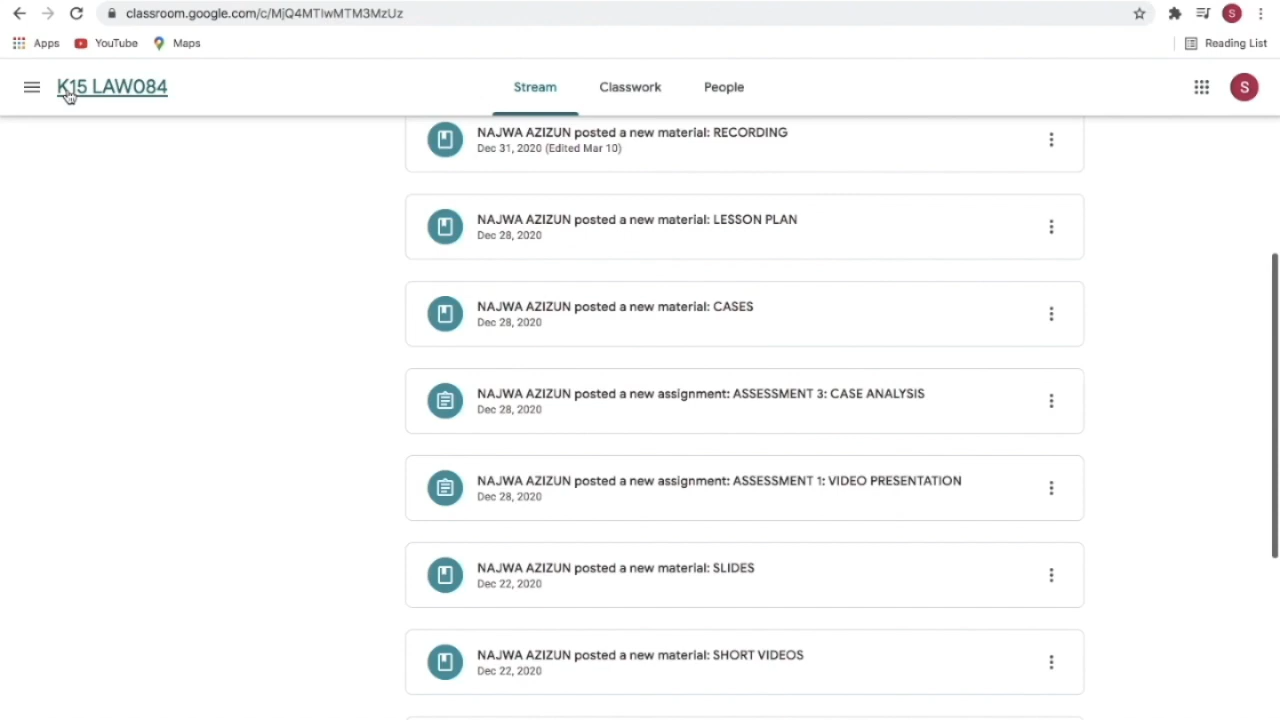 classroom.google.com/c/MjQ4MTIwMTM3MzUz
S
Apps
YouTube
Maps
Reading List
K15 LAW084
Stream
Classwork
People
S
NAJWA AZIZUN posted a new material: RECORDING
Dec 31, 2020 (Edited Mar 10)
NAJWA AZIZUN posted a new material: LESSON PLAN
Dec 28, 2020
NAJWA AZIZUN posted a new material: CASES
Dec 28, 2020
NAJWA AZIZUN posted a new assignment: ASSESSMENT 3: CASE ANALYSIS
Dec 28, 2020
NAJWA AZIZUN posted a new assignment: ASSESSMENT 1: VIDEO PRESENTATION
Dec 28, 2020
NAJWA AZIZUN posted a new material: SLIDES
Dec 22, 2020
NAJWA AZIZUN posted a new material: SHORT VIDEOS
Dec 22, 2020